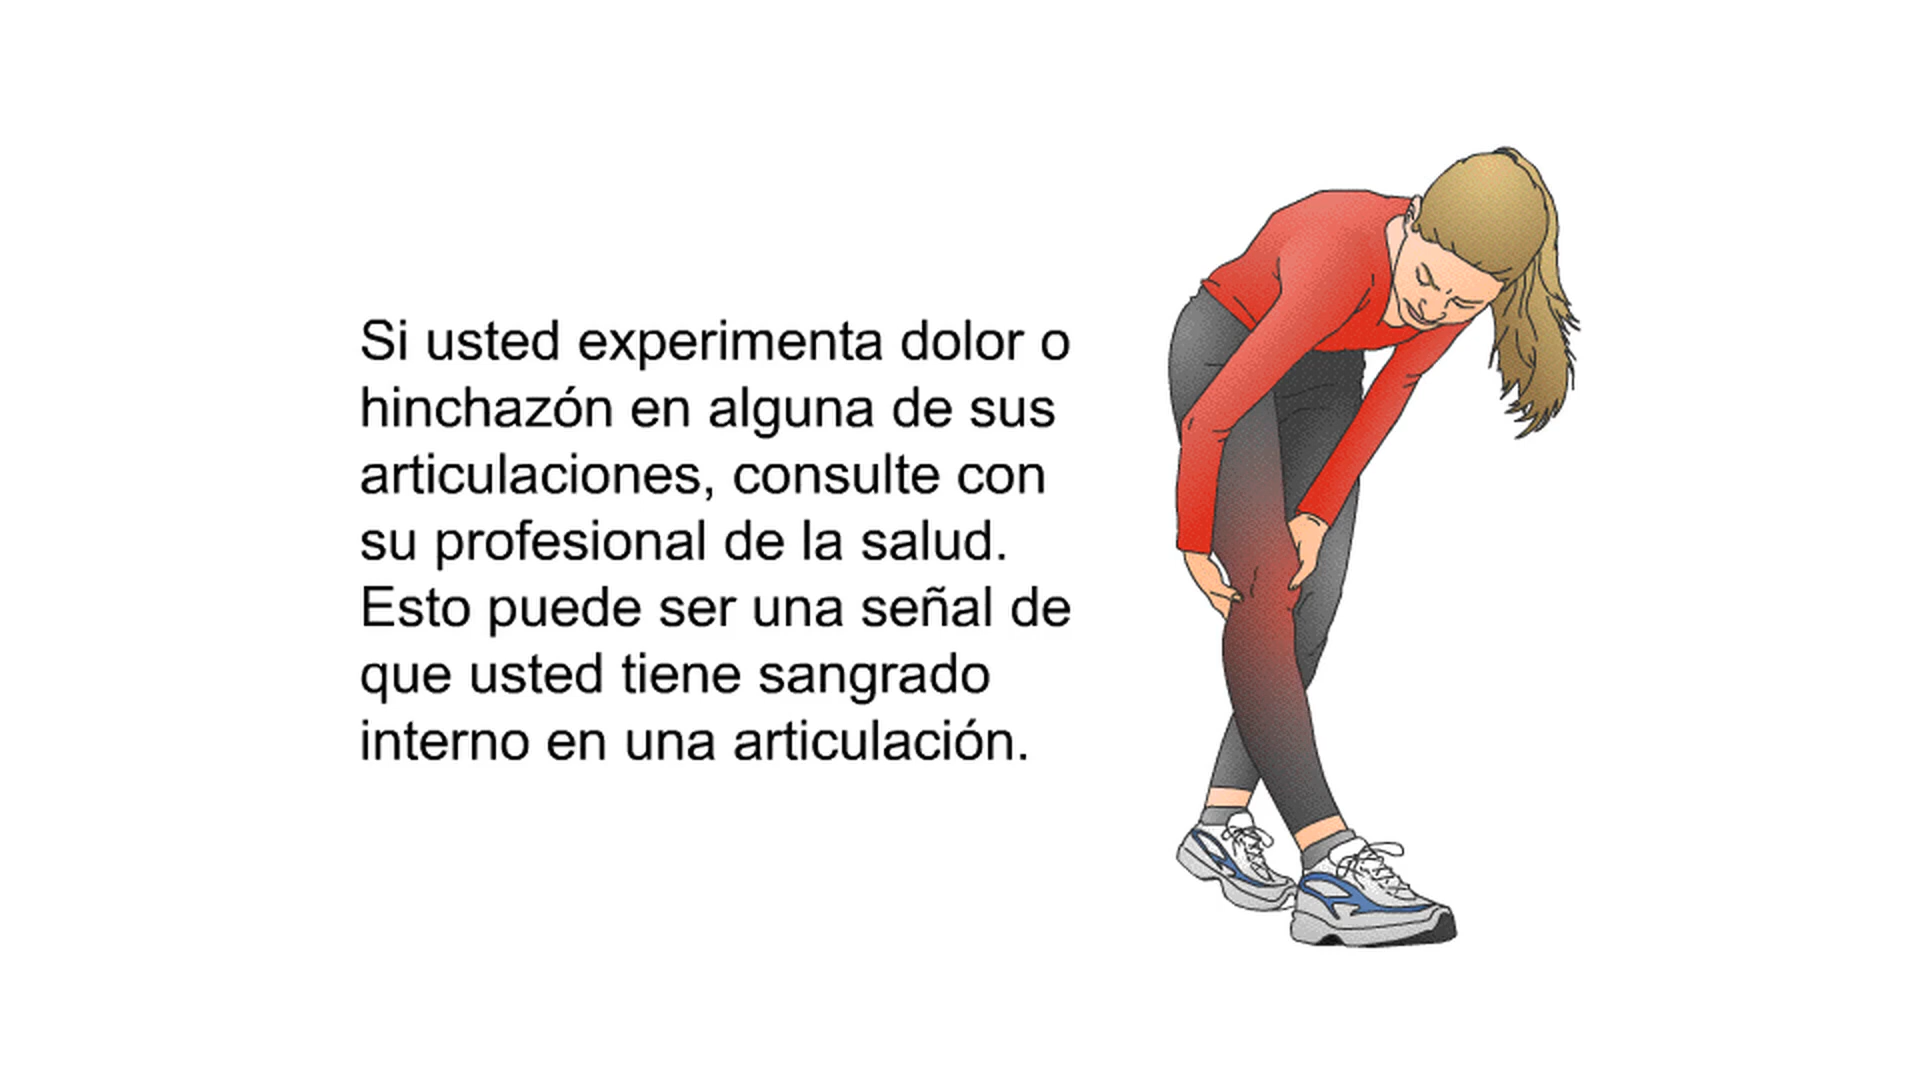 Si usted experimenta dolor o
hinchazón en alguna de sus
articulaciones, consulte con
su profesional de la salud.
Esto puede ser una señal de
que usted tiene sangrado
interno en una articulación.